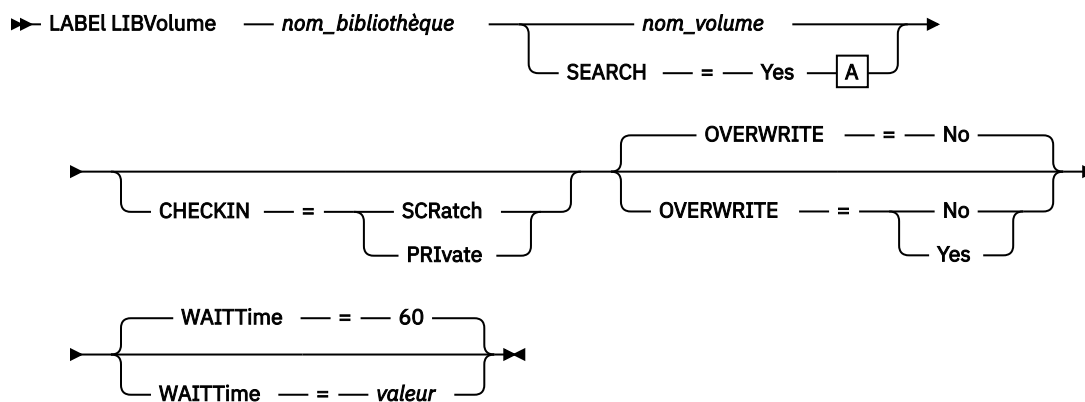 LABEl LIBVolume nom_bibliothèque nom_volume
SEARCH = Yes A
OVERWRITE = No
CHECKIN = SCRatch OVERWRITE = No
PRIvate Yes
WAITTime = 60
WAITTime = valeur